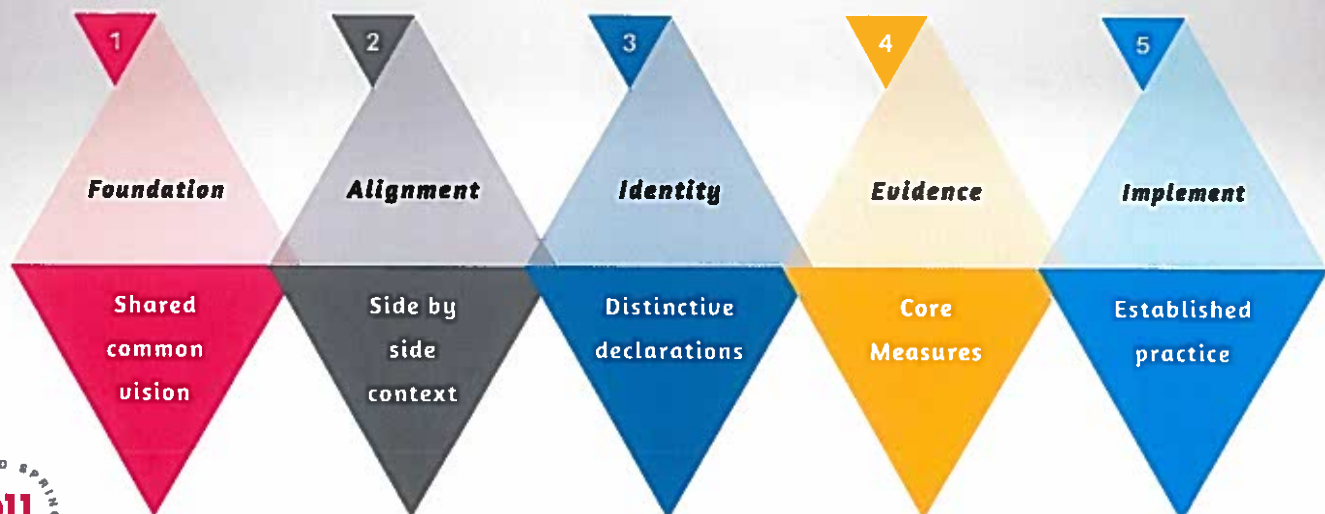 1
2
3
4
5
Foundation
Alignment
Identity
Evidence
Implement
Shared
common
vision
Side by
side
context
Distinctive
declarations
Core
Measures
Established
practice
11